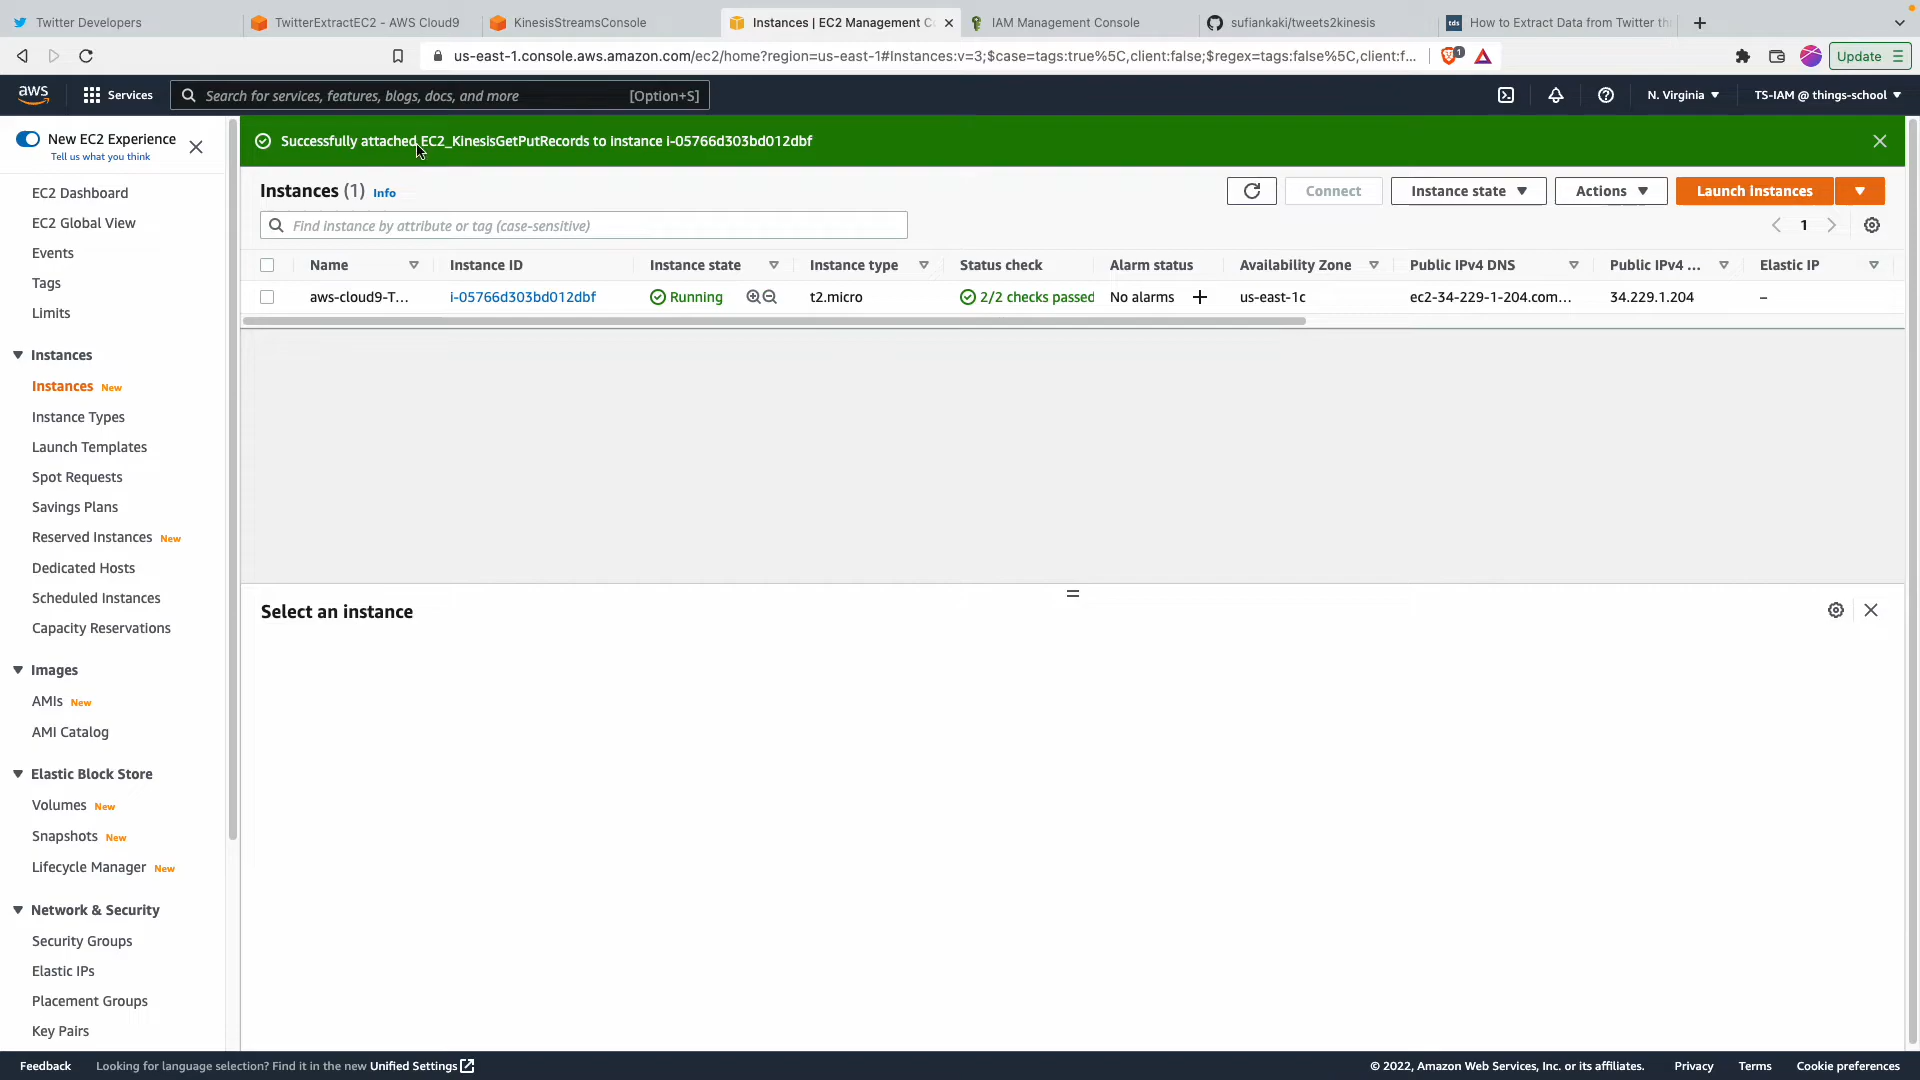 Twitter Developers
TwitterExtractEC2 - AWS Cloud9
KinesisStreamsConsole
Instances | EC2 Management C
IAM Management Console
sufiankaki/tweets2kinesis
tds
How to Extract Data from Twitter th
us-east-1.console.aws.amazon.com/ec2/home?region=us-east-1#Instances:v=3;$case=tags:true%5C,client:false;$regex=tags:false%5C,client:f...
1
Update
aws
Services
Search for services, features, blogs, docs, and more
[Option+S]
N. Virginia
TS-IAM @ things-school
New EC2 Experience
Tell us what you think
EC2 Dashboard
EC2 Global View
Events
Tags
Limits
Instances
Instances New
Instance Types
Launch Templates
Spot Requests
Savings Plans
Reserved Instances New
Dedicated Hosts
Scheduled Instances
Capacity Reservations
Images
AMIs New
AMI Catalog
Elastic Block Store
Volumes New
Snapshots New
Lifecycle Manager New
Network & Security
Security Groups
Elastic IPs
Placement Groups
Key Pairs
Successfully attached EC2_KinesisGetPutRecords to instance i-05766d303bd012dbf
Instances (1) Info
Connect
Instance state
Actions
Launch Instances
Find instance by attribute or tag (case-sensitive)
1
Name
Instance ID
Instance state
Instance type
Status check
Alarm status
Availability Zone
Public IPv4 DNS
Public IPv4 ...
Elastic IP
aws-cloud9-T...
i-05766d303bd012dbf
Running
t2.micro
2/2 checks passed
No alarms
us-east-1c
ec2-34-229-1-204.com...
34.229.1.204
–
Select an instance
Feedback
Looking for language selection? Find it in the new Unified Settings
© 2022, Amazon Web Services, Inc. or its affiliates.
Privacy
Terms
Cookie preferences